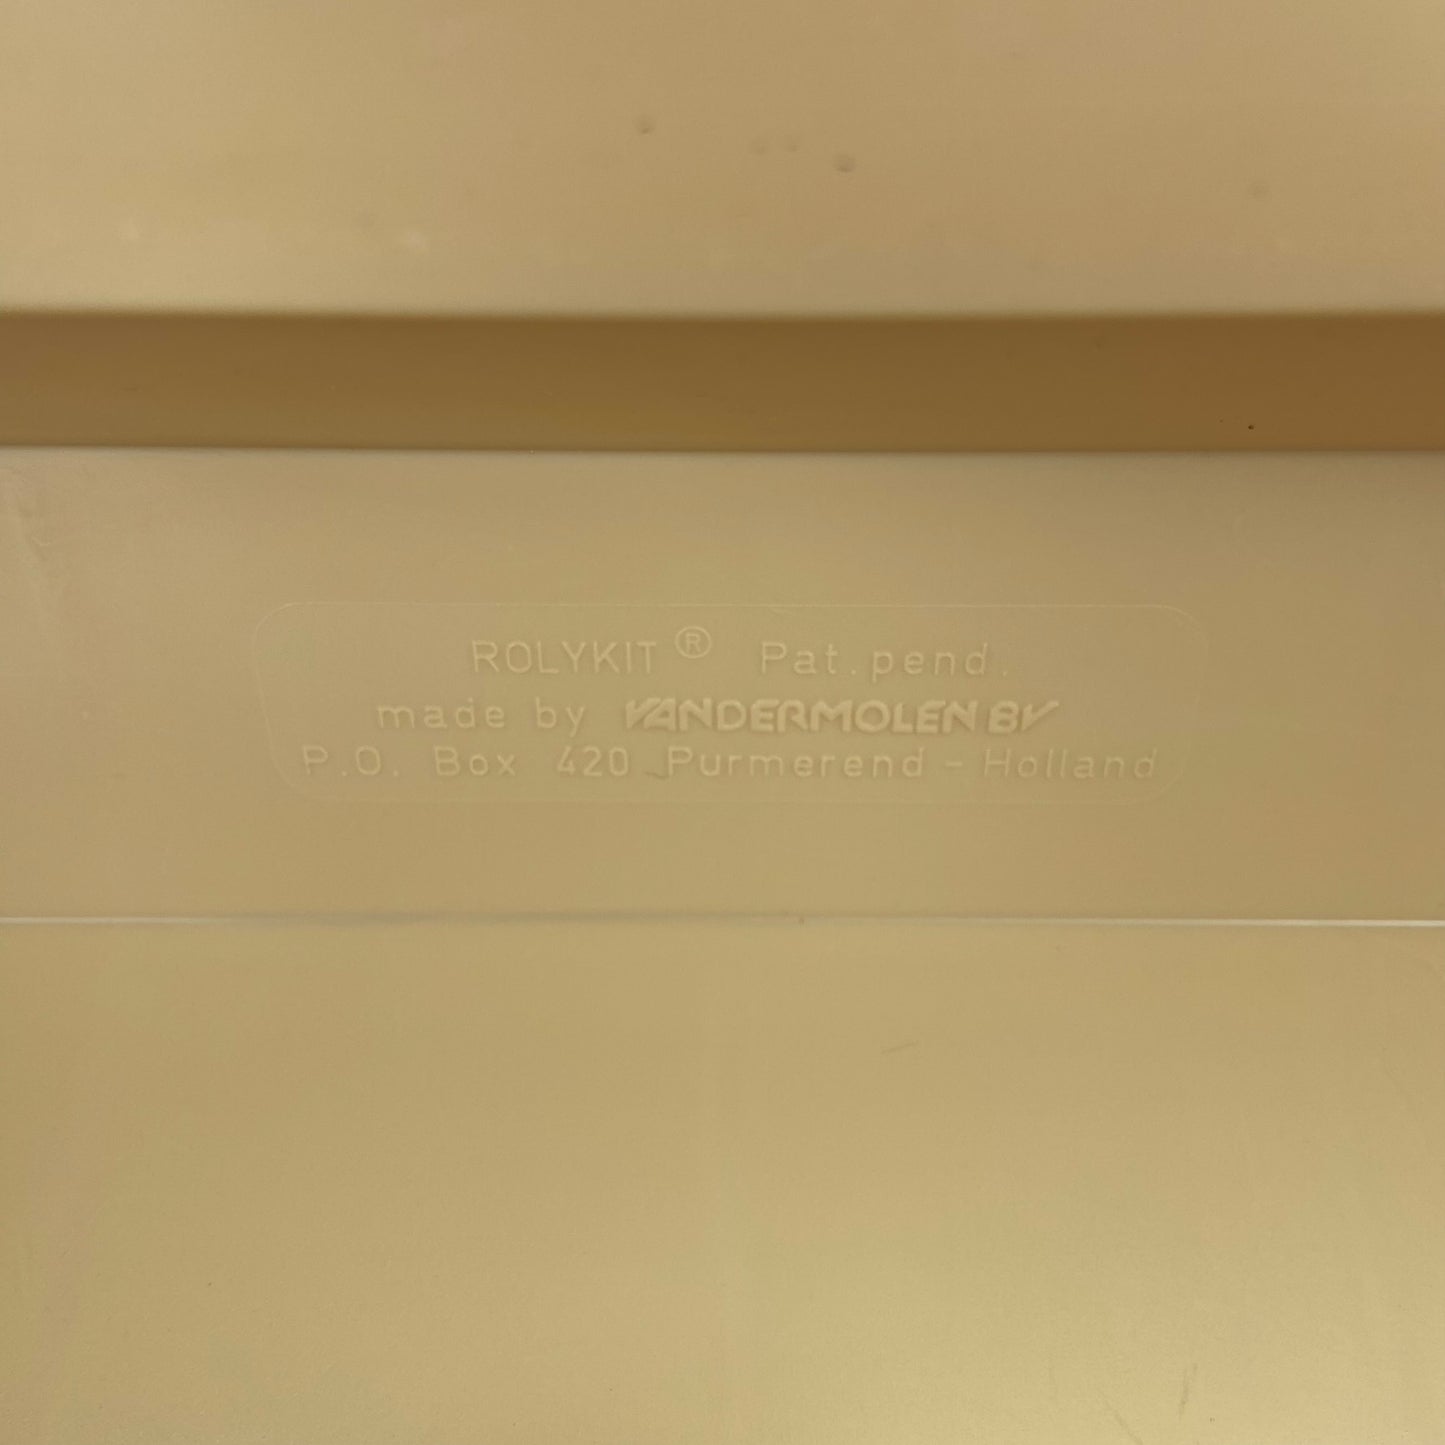 ROLYKIT® Pat.pend.
made by VANDERMOLEN BV
P.O. Box 420 Purmerend - Holland